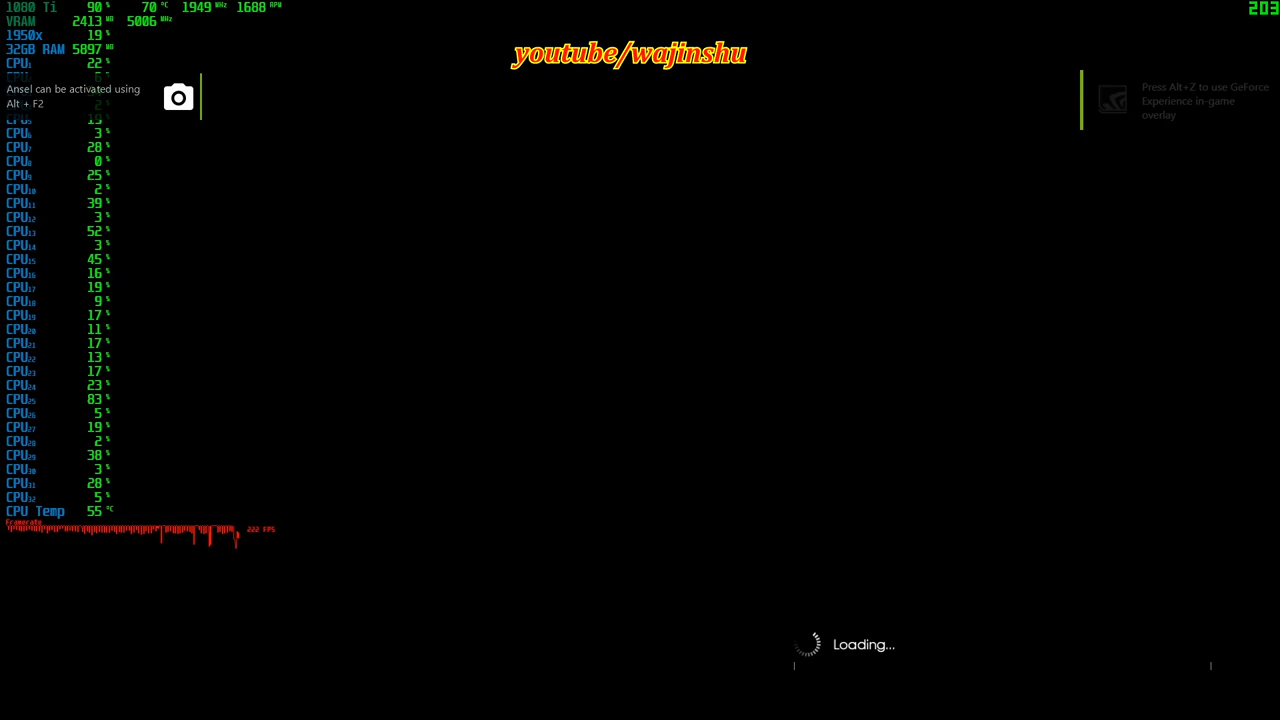 1080 Ti 90 % 70 °C 1949 MHz 1688 RPM
203
VRAM 2413 MB 5006 MHz
1950x 19 %
32GB RAM 5897 MB
youtube/wajinshu
CPU1 22 %
Ansel can be activated using
Alt + F2
Press Alt+Z to use GeForce
Experience in-game
overlay
CPU6 3 %
CPU7 28 %
CPU8 0 %
CPU9 25 %
CPU10 2 %
CPU11 39 %
CPU12 3 %
CPU13 52 %
CPU14 3 %
CPU15 45 %
CPU16 16 %
CPU17 19 %
CPU18 9 %
CPU19 17 %
CPU20 11 %
CPU21 17 %
CPU22 13 %
CPU23 17 %
CPU24 23 %
CPU25 83 %
CPU26 5 %
CPU27 19 %
CPU28 2 %
CPU29 38 %
CPU30 3 %
CPU31 28 %
CPU32 5 %
CPU Temp 55 °C
Framerate
222 FPS
Loading...